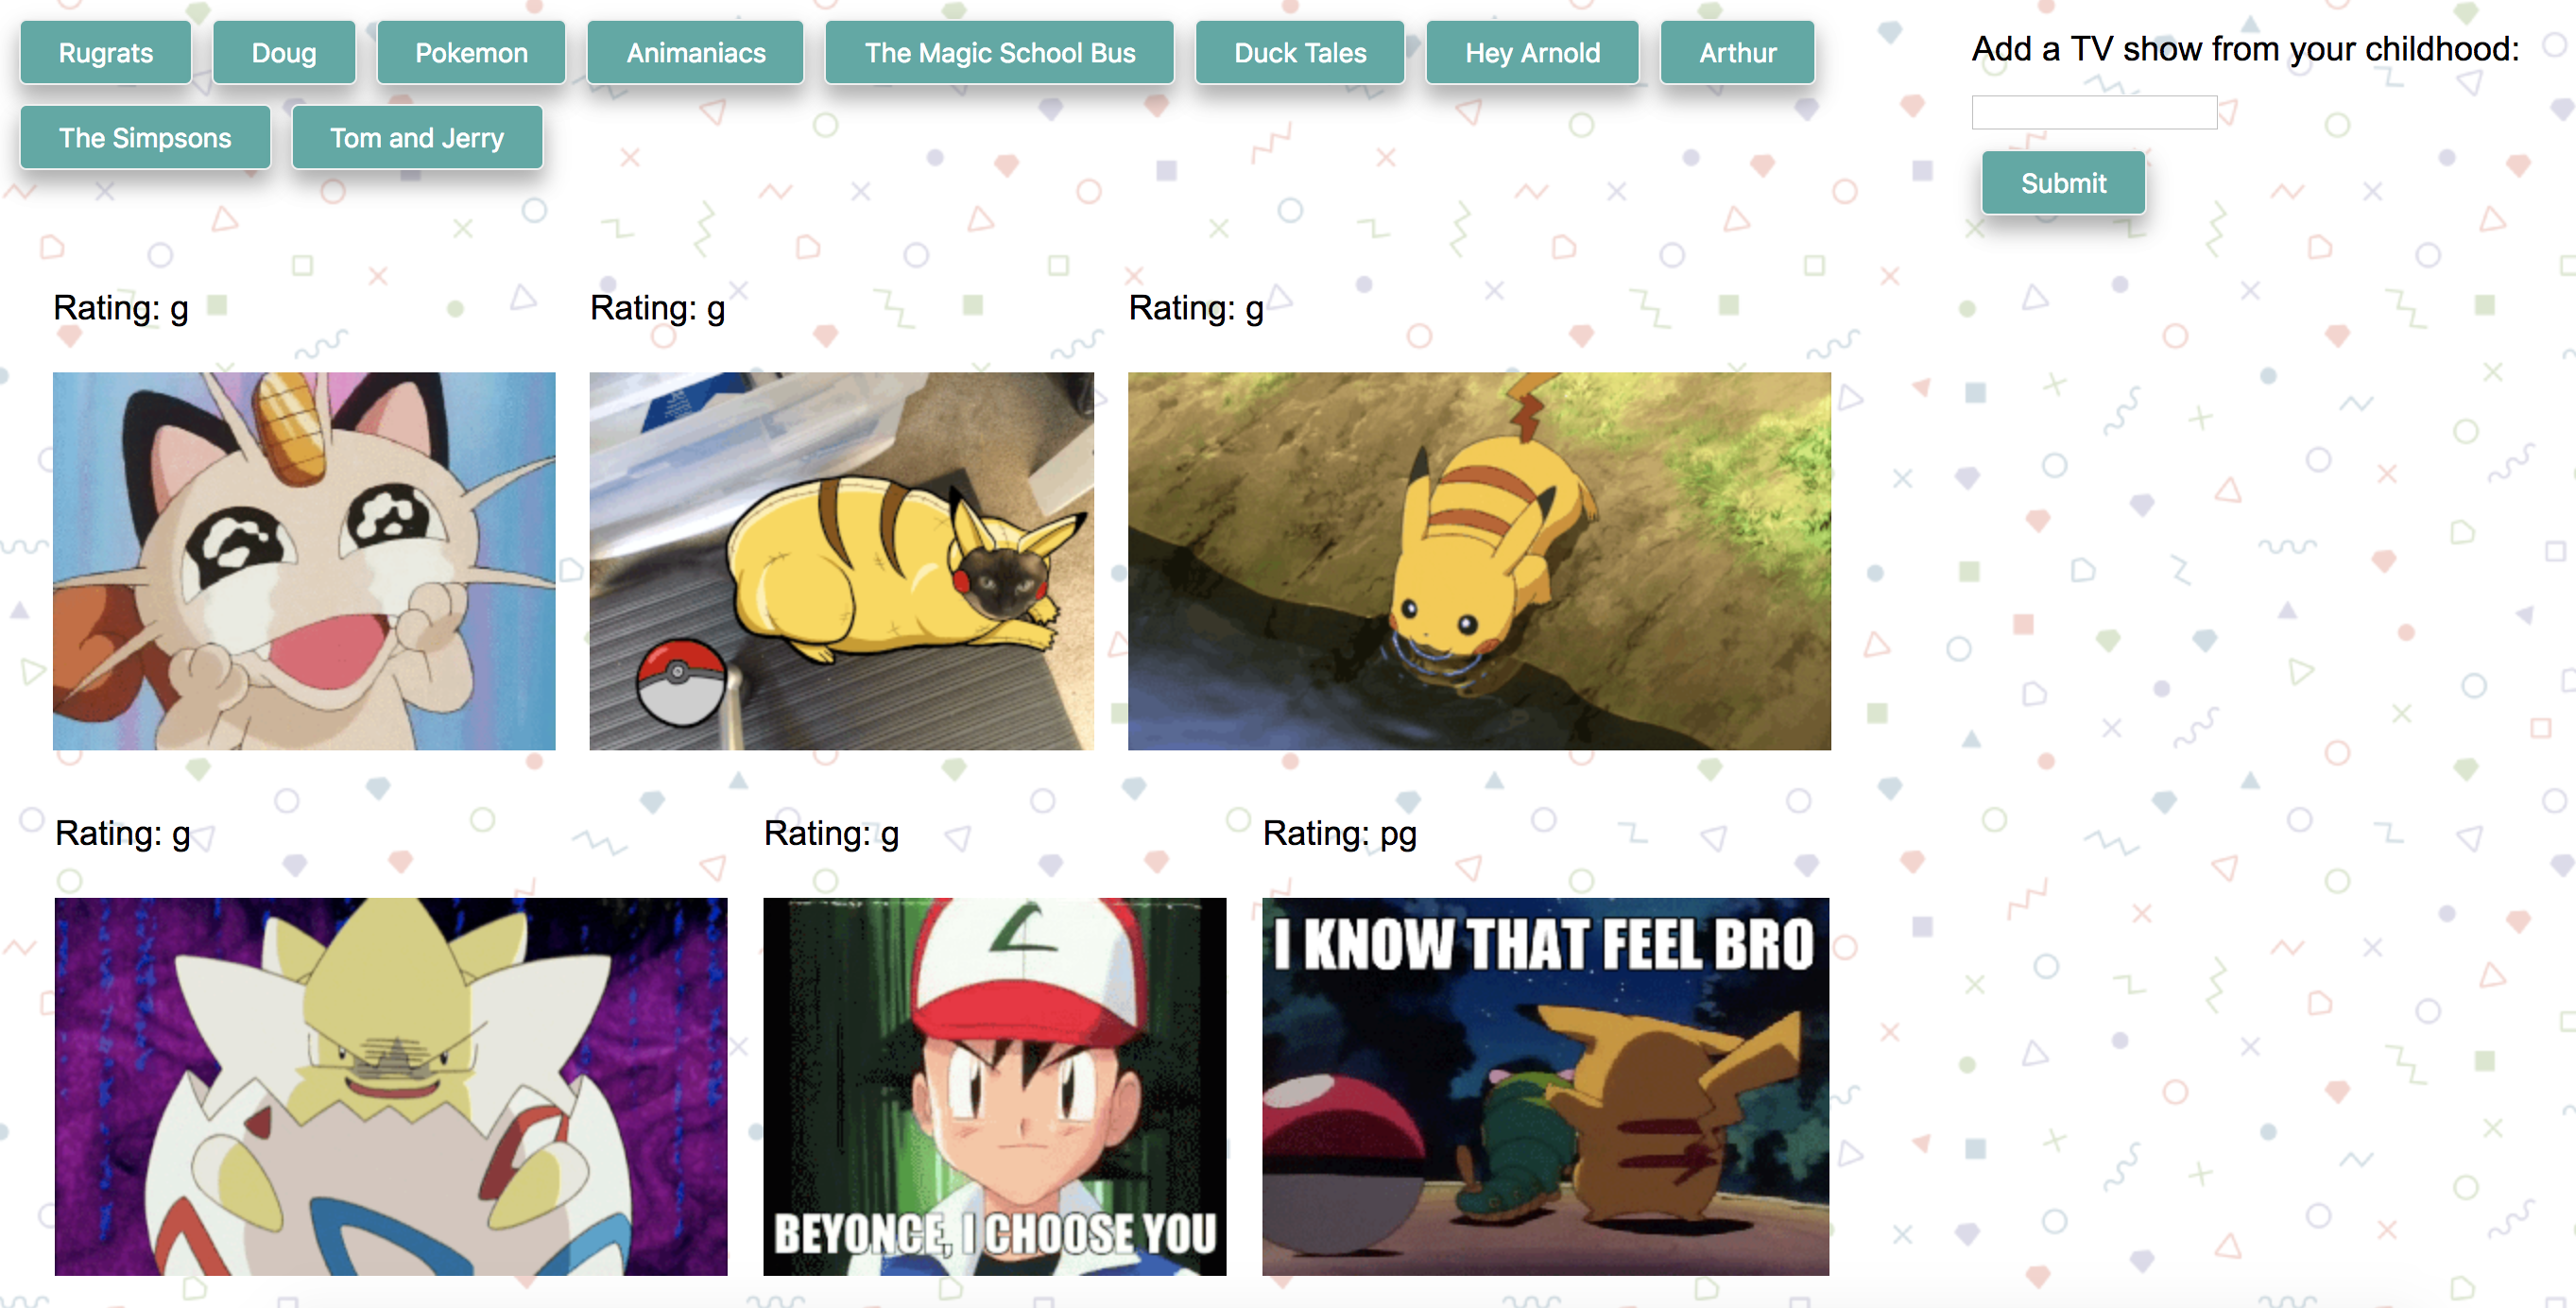 Rugrats
Doug
Pokemon
Animaniacs
The Magic School Bus
Duck Tales
Hey Arnold
Arthur
The Simpsons
Tom and Jerry
Add a TV show from your childhood:
Submit
Rating: g
Rating: g
Rating: g
Rating: g
Rating: g
Rating: pg
I KNOW THAT FEEL BRO
BEYONCE, I CHOOSE YOU